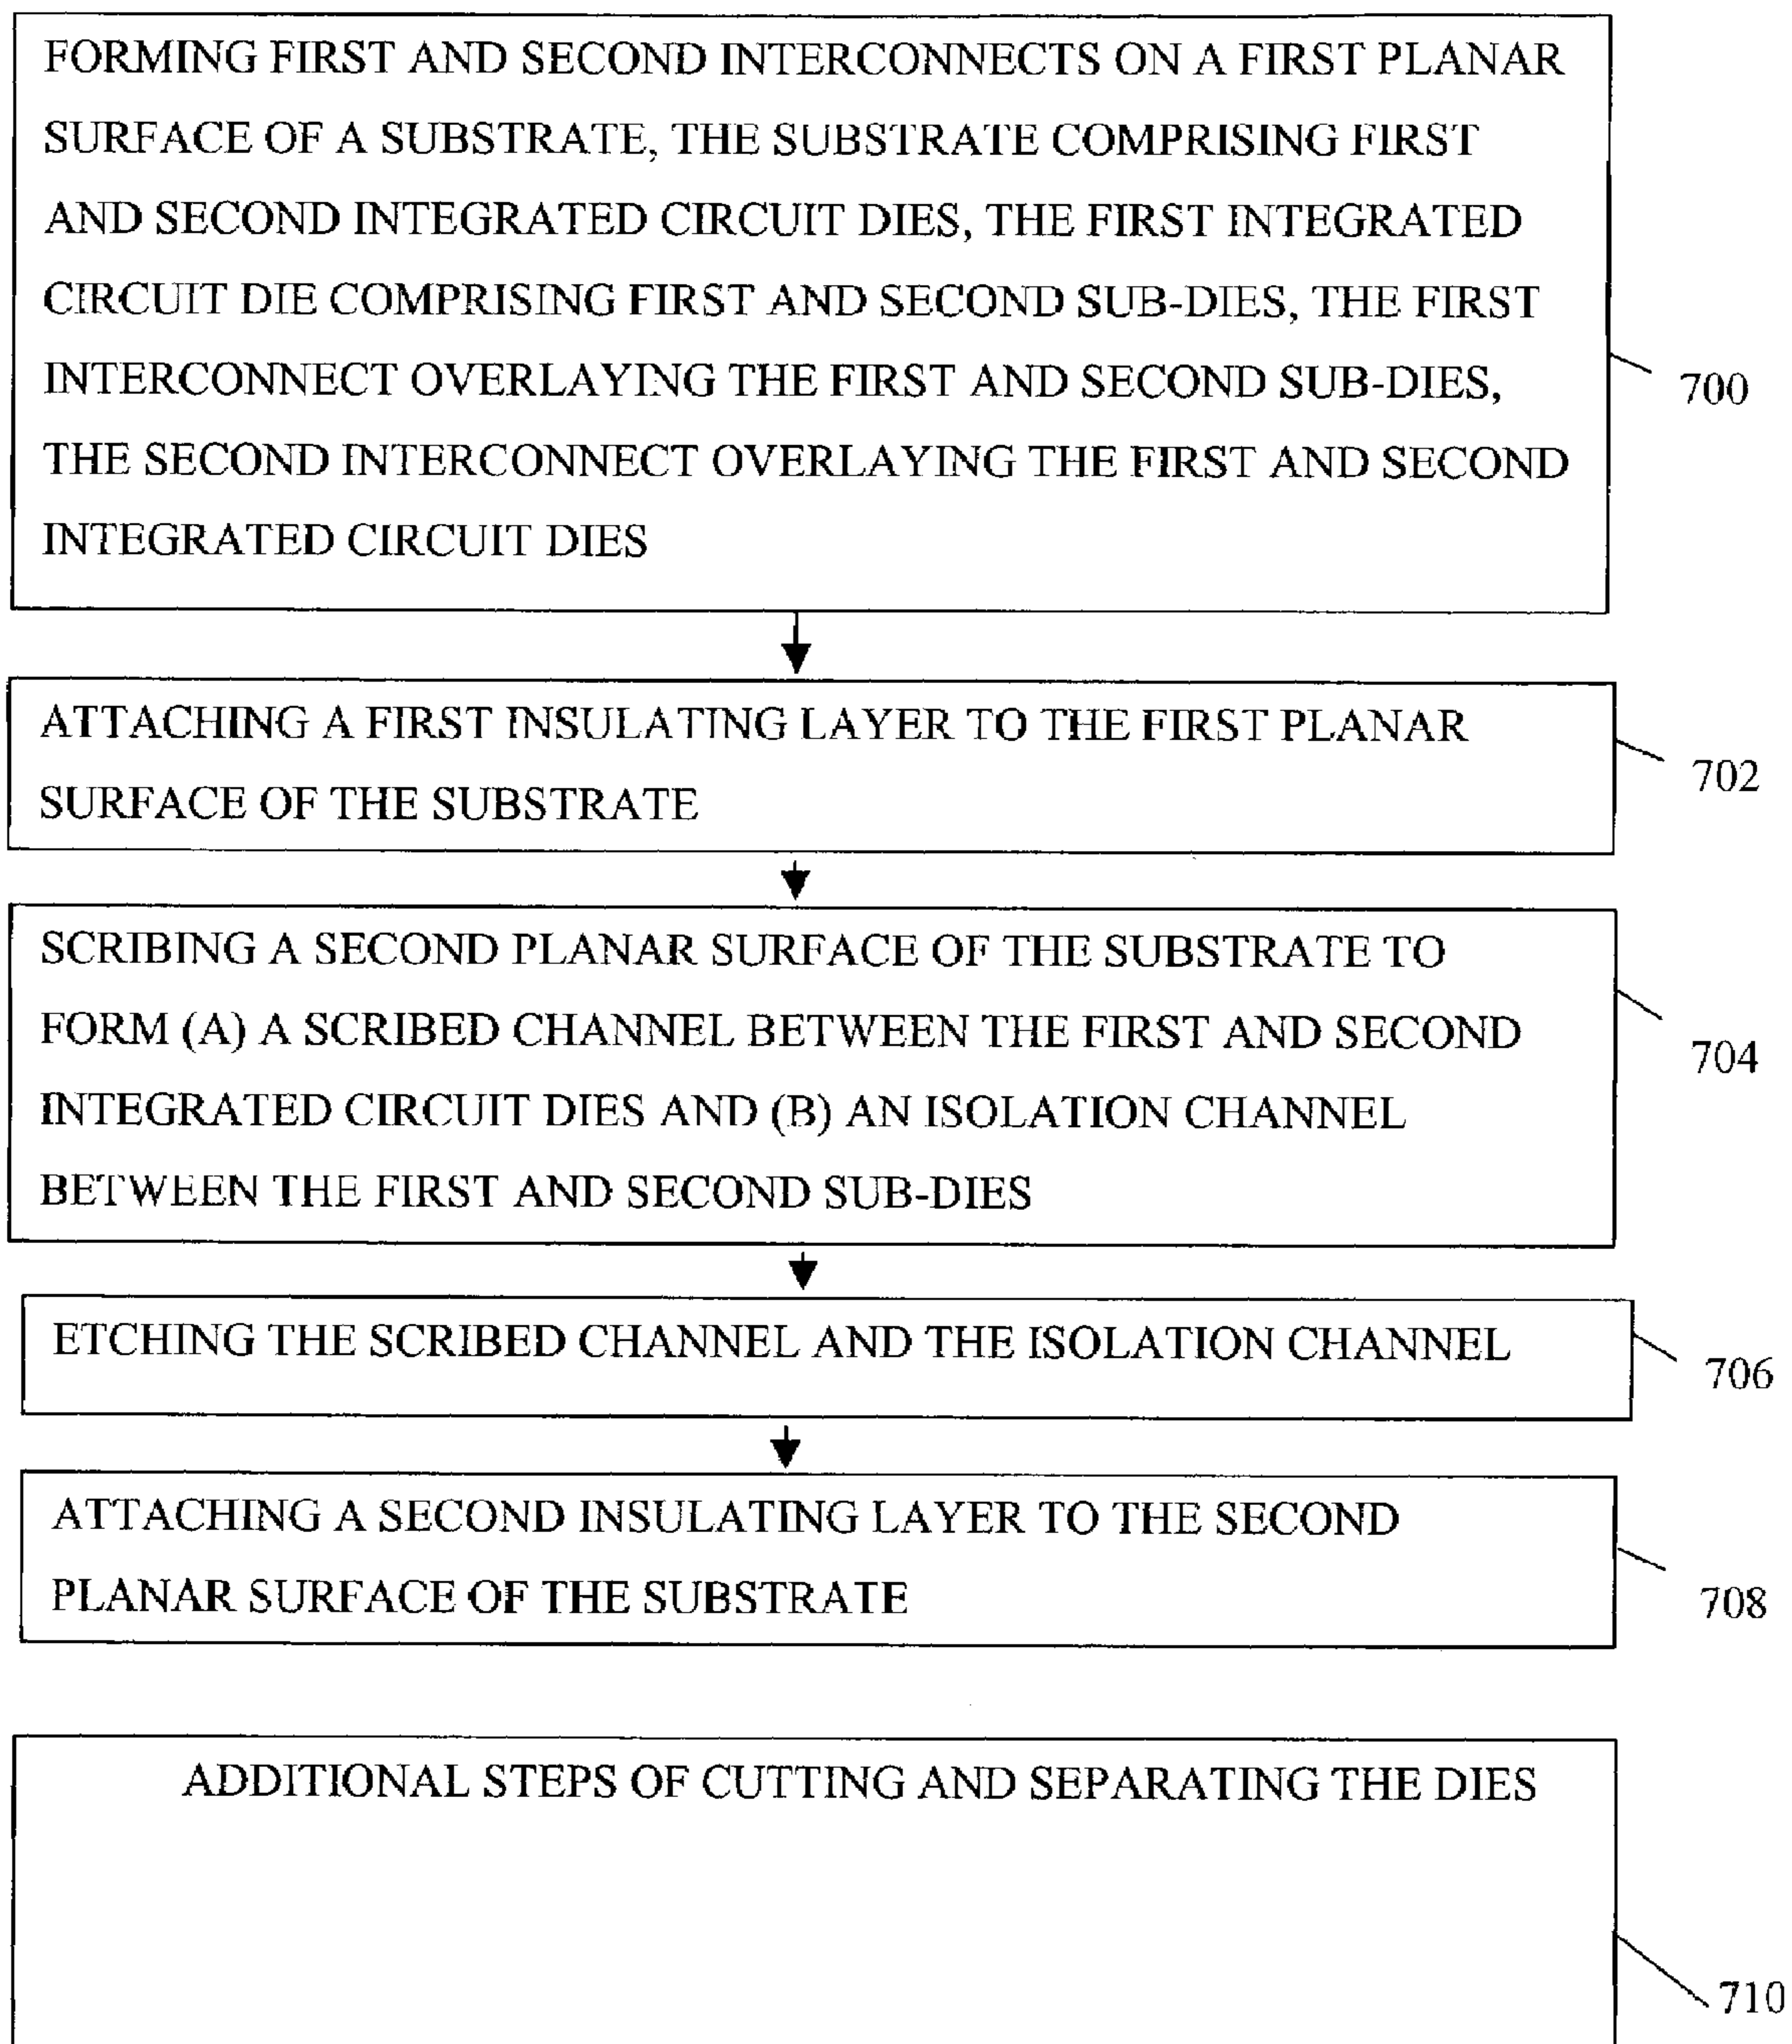 FORMING FIRST AND SECOND INTERCONNECTS ON A FIRST PLANAR
SURFACE OF A SUBSTRATE, THE SUBSTRATE COMPRISING FIRST
AND SECOND INTEGRATED CIRCUIT DIES, THE FIRST INTEGRATED
CIRCUIT DIE COMPRISING FIRST AND SECOND SUB-DIES, THE FIRST
INTERCONNECT OVERLAYING THE FIRST AND SECOND SUB-DIES,
THE SECOND INTERCONNECT OVERLAYING THE FIRST AND SECOND
INTEGRATED CIRCUIT DIES
700
ATTACHING A FIRST INSULATING LAYER TO THE FIRST PLANAR
SURFACE OF THE SUBSTRATE
702
SCRIBING A SECOND PLANAR SURFACE OF THE SUBSTRATE TO
FORM (A) A SCRIBED CHANNEL BETWEEN THE FIRST AND SECOND
INTEGRATED CIRCUIT DIES AND (B) AN ISOLATION CHANNEL
BETWEEN THE FIRST AND SECOND SUB-DIES
704
ETCHING THE SCRIBED CHANNEL AND THE ISOLATION CHANNEL
706
ATTACHING A SECOND INSULATING LAYER TO THE SECOND
PLANAR SURFACE OF THE SUBSTRATE
708
ADDITIONAL STEPS OF CUTTING AND SEPARATING THE DIES
710